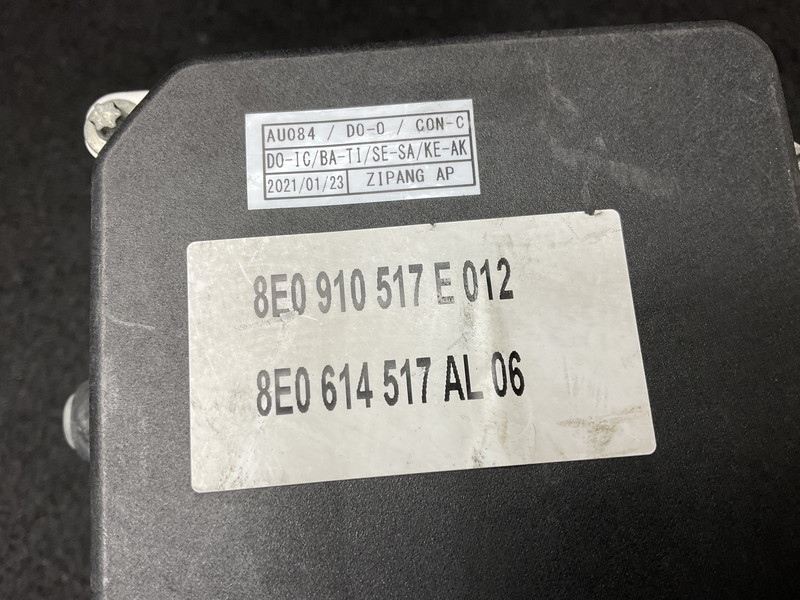 AU084 / DO-0 / CON-C
DO-IC/BA-TI/SE-SA/KE-AK
2021/01/23 ZIPANG AP
8E0 910 517 E 012
8E0 614 517 AL 06